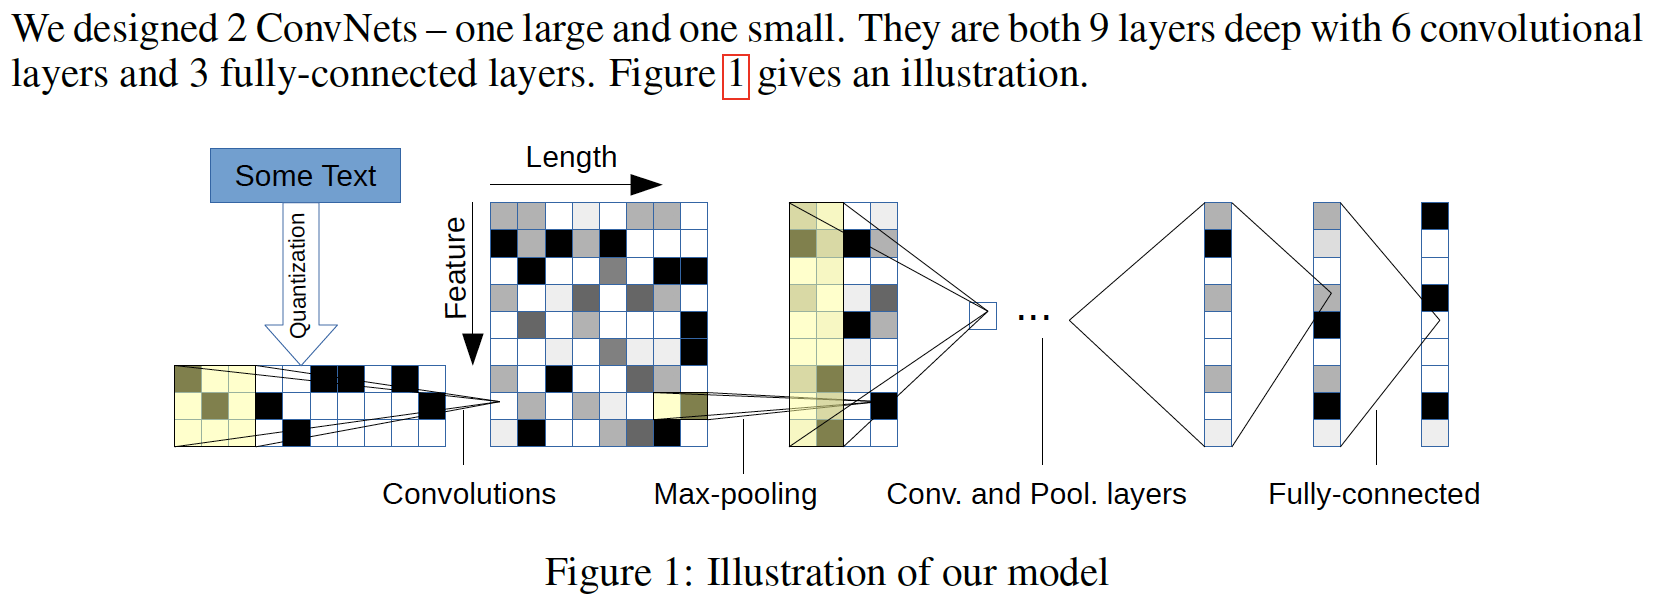 We designed 2 ConvNets – one large and one small. They are both 9 layers deep with 6 convolutional
layers and 3 fully-connected layers. Figure 1 gives an illustration.
Some Text
Length
Quantization
Feature
...
Convolutions
Max-pooling
Conv. and Pool. layers
Fully-connected
Figure 1: Illustration of our model